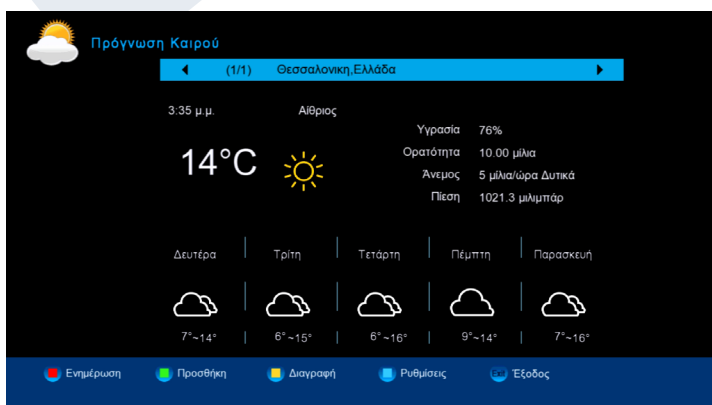 Πρόγνωση Καιρού
(1/1) Θεσσαλονικη,Ελλάδα
3:35 μ.μ. Αίθριος
14°C
Υγρασία 76%
Ορατότητα 10.00 μίλια
Άνεμος 5 μίλια/ώρα Δυτικά
Πίεση 1021.3 μιλιμπάρ
Δευτέρα Τρίτη Τετάρτη Πέμπτη Παρασκευή
7°~14° 6°~15° 6°~16° 9°~14° 7°~16°
Ενημέρωση Προσθήκη Διαγραφή Ρυθμίσεις Έξοδος